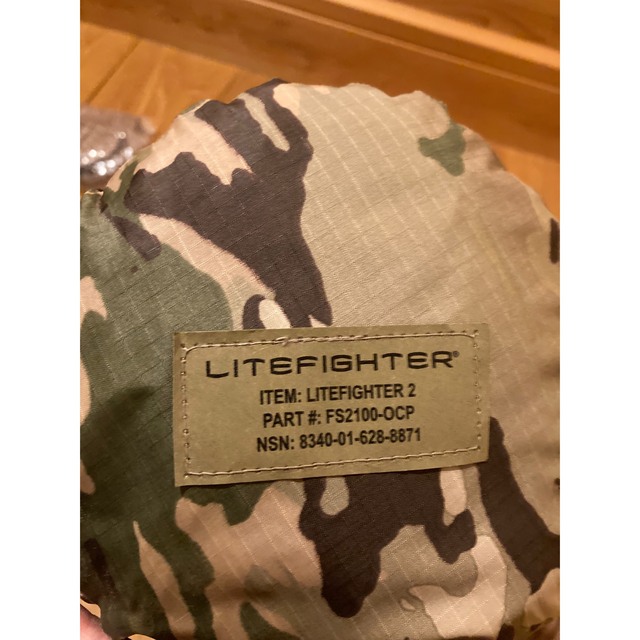 LITEFIGHTER®
ITEM: LITEFIGHTER 2
PART #: FS2100-OCP
NSN: 8340-01-628-8871